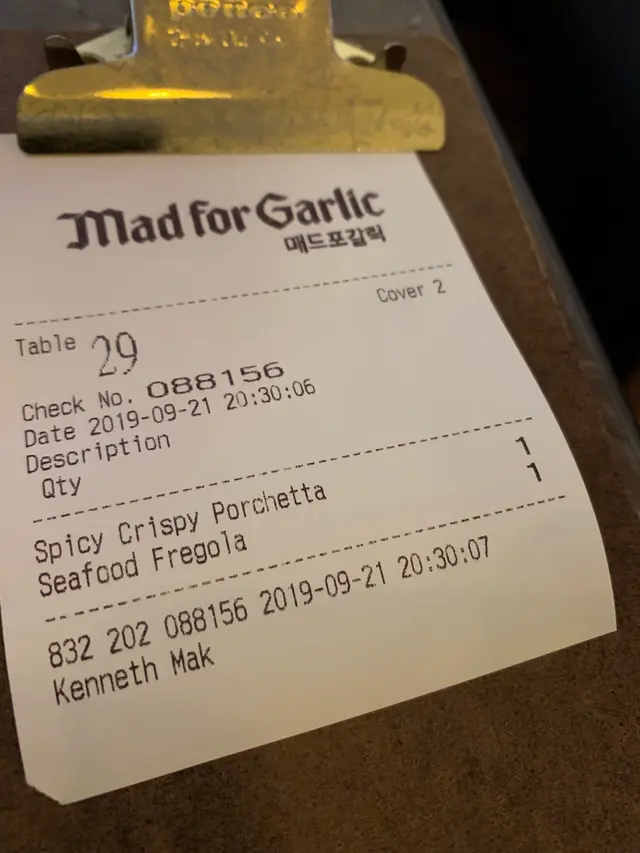 Mad for Garlic
매드포갈릭
Cover 2
Table 29
Check No. 088156
Date 2019-09-21 20:30:06
Description
Qty
Spicy Crispy Porchetta 1
Seafood Fregola 1
832 202 088156 2019-09-21 20:30:07
Kenneth Mak